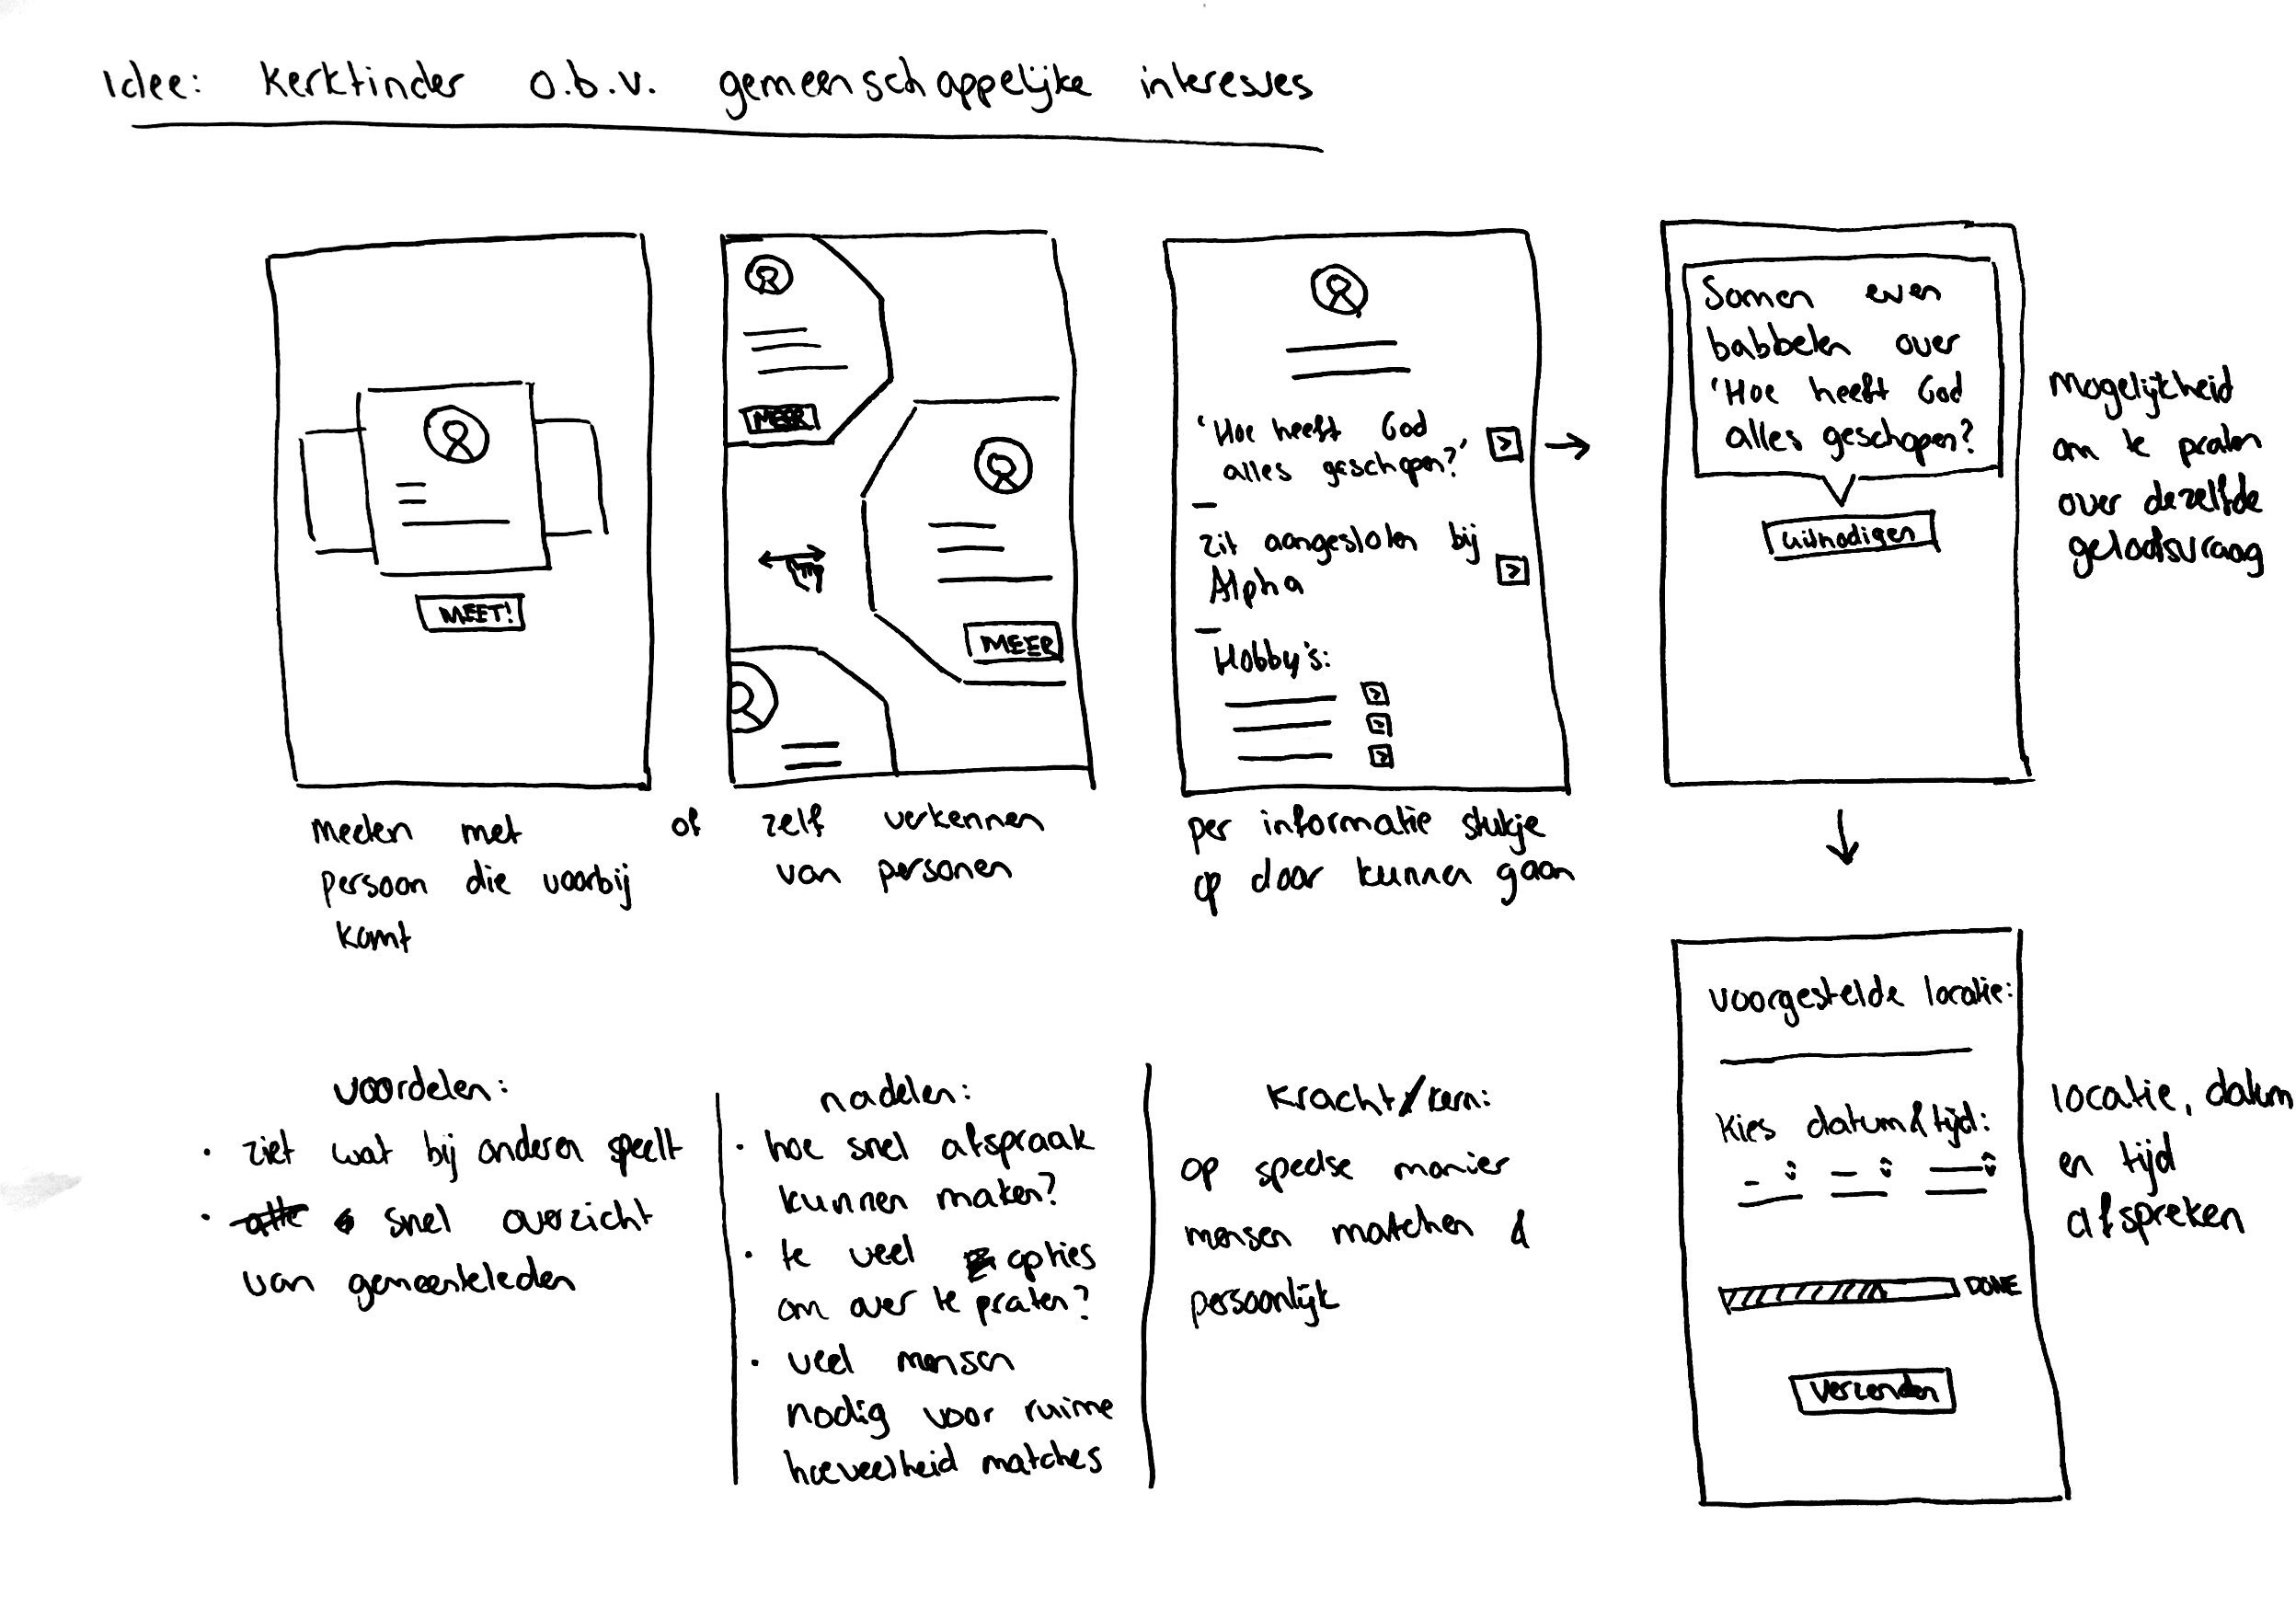 Idee: Kerktinder o.b.v. gemeenschappelijke interesses
MEET!
meeten met
persoon die voorbij
komt
MEER
MEER
of zelf verkennen
van personen
'Hoe heeft God
alles geschapen?'
Zit aangesloten bij
Alpha
Hobby's:
per informatie stukje
op door kunnen gaan
Samen even
babbelen over
'Hoe heeft God
alles geschapen?
uitnodigen
Mogelijkheid
om te praten
over dezelfde
geloofsvraag
voorgestelde locatie:
Kies datum & tijd:
DONE
Verzenden
locatie, datum
en tijd
afspreken
voordelen:
· ziet wat bij anderen speelt
· snel overzicht
van gemeenteleden
nadelen:
· hoe snel afspraak
kunnen maken?
· te veel opties
om over te praten?
· veel mensen
nodig voor ruime
hoeveelheid matches
Kracht/kern:
op speelse manier
mensen matchen &
persoonlijk